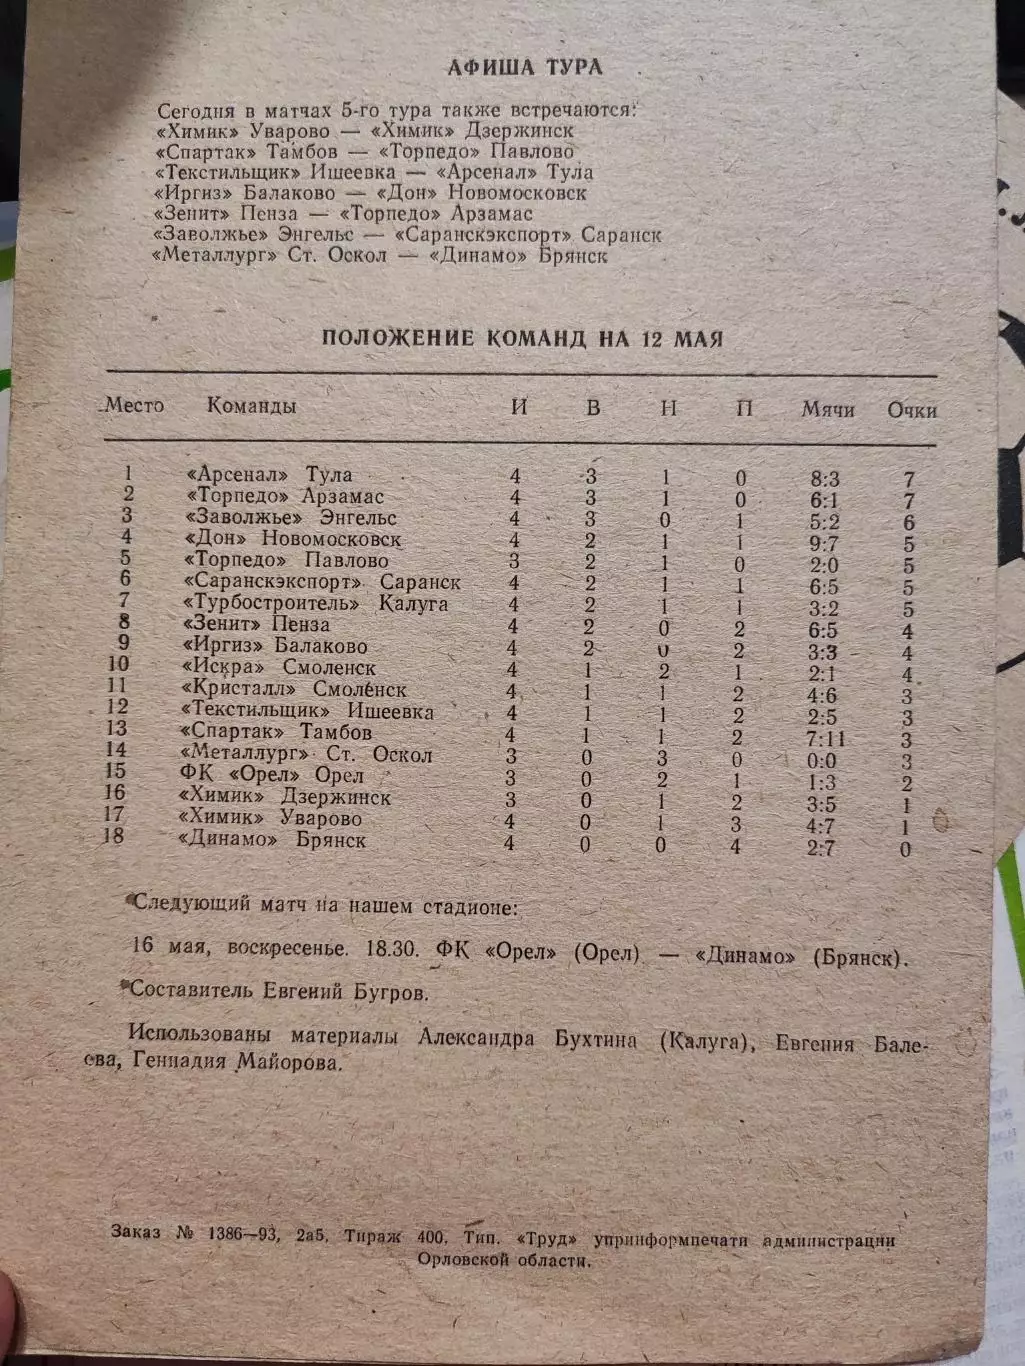 АФИША ТУРА
Сегодня в матчах 5-го тура также встречаются:
«Химик» Уварово — «Химик» Дзержинск
«Спартак» Тамбов — «Торпедо» Павлово
«Текстильщик» Ишеевка — «Арсенал» Тула
«Иргиз» Балаково — «Дон» Новомосковск
«Зенит» Пенза — «Торпедо» Арзамас
«Заволжье» Энгельс — «Саранскэкспорт» Саранск
«Металлург» Ст. Оскол — «Динамо» Брянск
ПОЛОЖЕНИЕ КОМАНД НА 12 МАЯ
Место Команды И В Н П Мячи Очки
1 «Арсенал» Тула 4 3 1 0 8:3 7
2 «Торпедо» Арзамас 4 3 1 0 6:1 7
3 «Заволжье» Энгельс 4 3 0 1 5:2 6
4 «Дон» Новомосковск 4 2 1 1 9:7 5
5 «Торпедо» Павлово 3 2 1 0 2:0 5
6 «Саранскэкспорт» Саранск 4 2 1 1 6:5 5
7 «Турбостроитель» Калуга 4 2 1 1 3:2 5
8 «Зенит» Пенза 4 2 0 2 6:5 4
9 «Иргиз» Балаково 4 2 0 2 3:3 4
10 «Искра» Смоленск 4 1 2 1 2:1 4
11 «Кристалл» Смоленск 4 1 1 2 4:6 3
12 «Текстильщик» Ишеевка 4 1 1 2 2:5 3
13 «Спартак» Тамбов 4 1 1 2 7:11 3
14 «Металлург» Ст. Оскол 3 0 3 0 0:0 3
15 ФК «Орел» Орел 3 0 2 1 1:3 2
16 «Химик» Дзержинск 3 0 1 2 3:5 1
17 «Химик» Уварово 4 0 1 3 4:7 1
18 «Динамо» Брянск 4 0 0 4 2:7 0
Следующий матч на нашем стадионе:
16 мая, воскресенье. 18.30. ФК «Орел» (Орел) — «Динамо» (Брянск).
Составитель Евгений Бугров.
Использованы материалы Александра Бухтина (Калуга), Евгения Бале-
ева, Геннадия Майорова.
Заказ № 1386—93, 2а5, Тираж 400. Тип. «Труд» упринформпечати администрации
Орловской области.